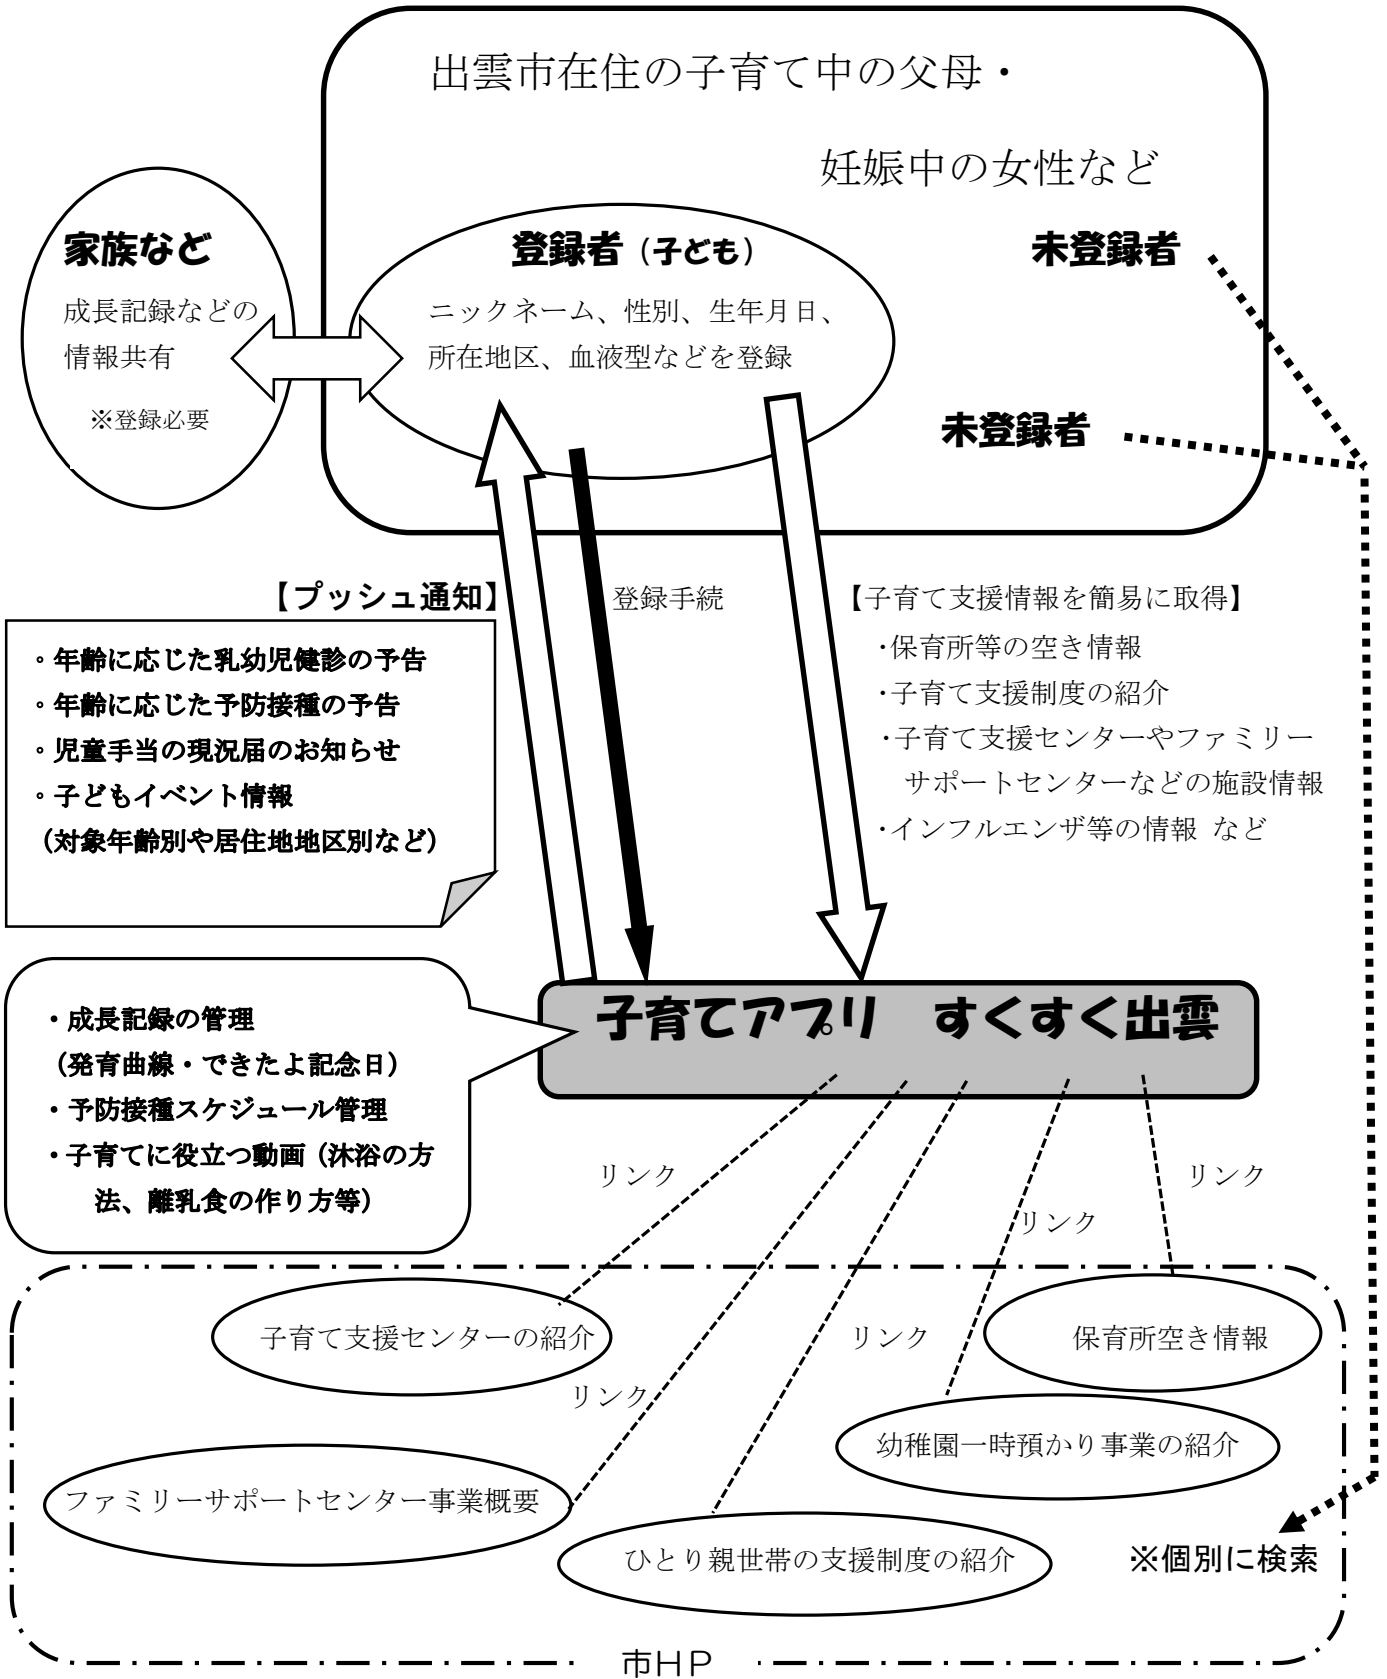 出雲市在住の子育て中の父母・
妊娠中の女性など
家族など
成長記録などの
情報共有
※登録必要
登録者（子ども）
ニックネーム、性別、生年月日、
所在地区、血液型などを登録
未登録者
未登録者
【プッシュ通知】
登録手続
【子育て支援情報を簡易に取得】
・保育所等の空き情報
・子育て支援制度の紹介
・子育て支援センターやファミリー
サポートセンターなどの施設情報
・インフルエンザ等の情報 など
。年齢に応じた乳幼児健診の予告
。年齢に応じた予防接種の予告
。児童手当の現況届のお知らせ
。子どもイベント情報
（対象年齢別や居住地地区別など）
子育てアプリ　すくすく出雲
・成長記録の管理
（発育曲線・できたよ記念日）
・予防接種スケジュール管理
・子育てに役立つ動画（沐浴の方
法、離乳食の作り方等）
リンク
リンク
リンク
リンク
リンク
子育て支援センターの紹介
保育所空き情報
幼稚園一時預かり事業の紹介
ファミリーサポートセンター事業概要
ひとり親世帯の支援制度の紹介
※個別に検索
市HP